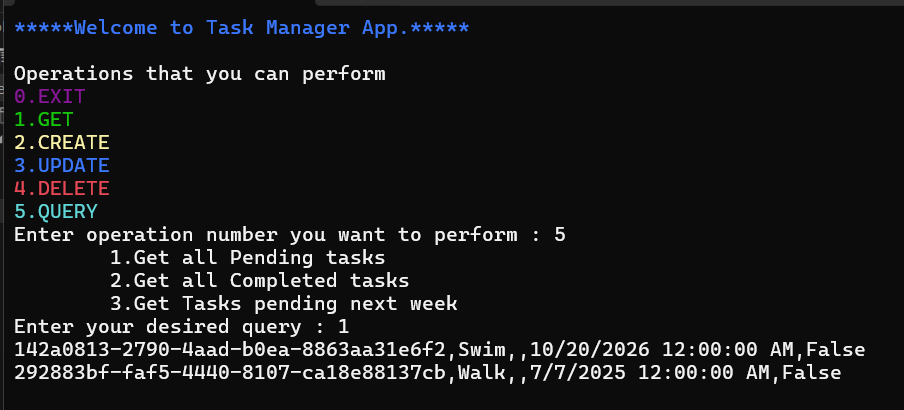 *****Welcome to Task Manager App.*****
Operations that you can perform
0.EXIT
1.GET
2.CREATE
3.UPDATE
4.DELETE
5.QUERY
Enter operation number you want to perform : 5
1.Get all Pending tasks
2.Get all Completed tasks
3.Get Tasks pending next week
Enter your desired query : 1
142a0813-2790-4aad-b0ea-8863aa31e6f2,Swim,,10/20/2026 12:00:00 AM,False
292883bf-faf5-4440-8107-ca18e88137cb,Walk,,7/7/2025 12:00:00 AM,False